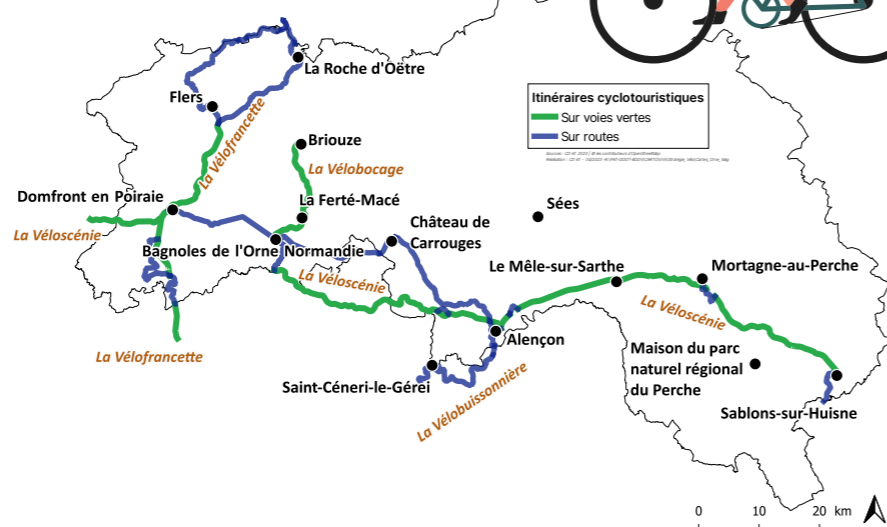 La Roche d'Oëtre
Flers
La Vélofrancette
Itinéraires cyclotouristiques
Sur voies vertes
Sur routes
Briouze
La Vélobocage
Domfront en Poiraie
La Ferté-Macé
Sées
La Véloscénie
Bagnoles de l'Orne Normandie
Château de
Carrouges
La Véloscénie
Le Mêle-sur-Sarthe
Mortagne-au-Perche
La Véloscénie
La Vélofrancette
Alençon
Saint-Céneri-le-Gérei
La Vélobuissonnière
Maison du parc
naturel régional
du Perche
Sablons-sur-Huisne
0 10 20 km